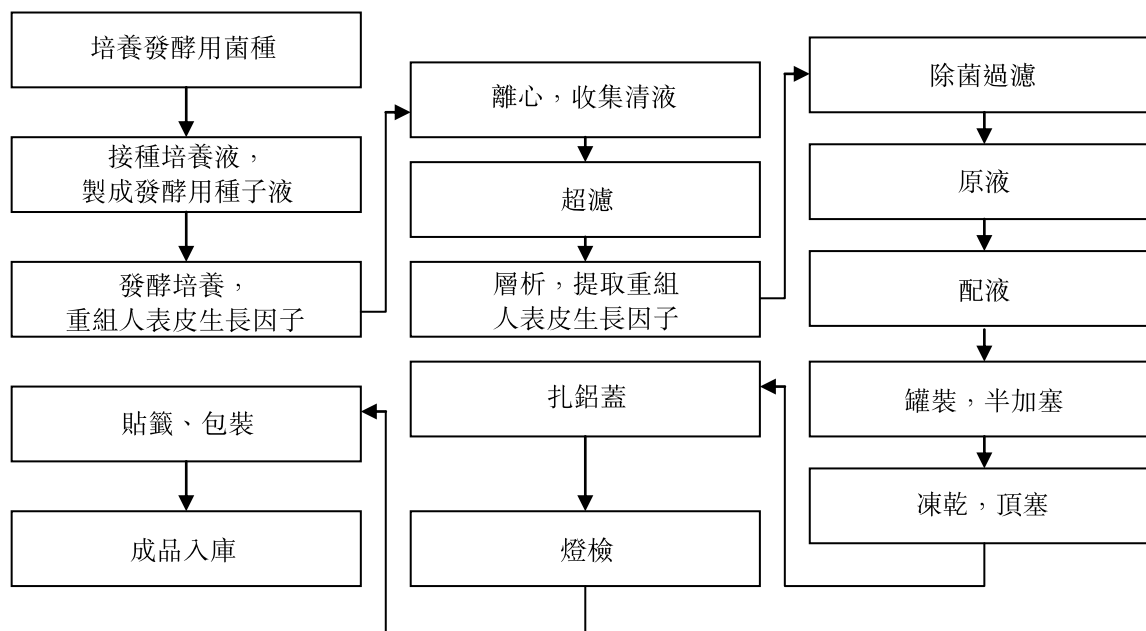 培養發酵用菌種
接種培養液，
製成發酵用種子液
發酵培養，
重組人表皮生長因子
離心，收集清液
超濾
層析，提取重組
人表皮生長因子
除菌過濾
原液
配液
罐裝，半加塞
凍乾，頂塞
扎鋁蓋
燈檢
貼籤、包裝
成品入庫